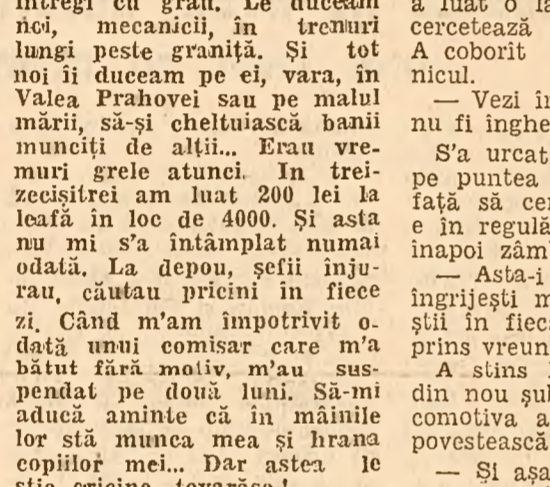 întregi cu grâu. Le duceam
noi, mecanicii, în trenuri
lungi peste graniță. Și tot
noi îi duceam pe ei, vara, în
Valea Prahovei sau pe malul
mării, să-și cheltuiască banii
munciți de alții... Erau vre-
muri grele atunci. In trei-
zecișitrei am luat 200 lei la
leafă în loc de 4000. Și asta
nu mi s'a întâmplat numai
odată. La depou, șefii înju-
rau, căutau pricini în fiece
zi. Când m'am împotrivit o-
dată unui comisar care m'a
bătut fără motiv, m'au sus-
pendat pe două luni. Să-mi
aducă aminte că în mâinile
lor stă munca mea și hrana
copiilor mei... Dar astea le
știe oricine, tovarășe!
a luat o
cercetează
A coborit
nicul.
— Vezi
nu fi înghe
S'a urcat
pe puntea
față să
e în regulă
înapoi zâm
— Asta-i
îngrijești
știi în fiec
prins vreun
A stins
din nou
comotiva a
povestească
— Și așa